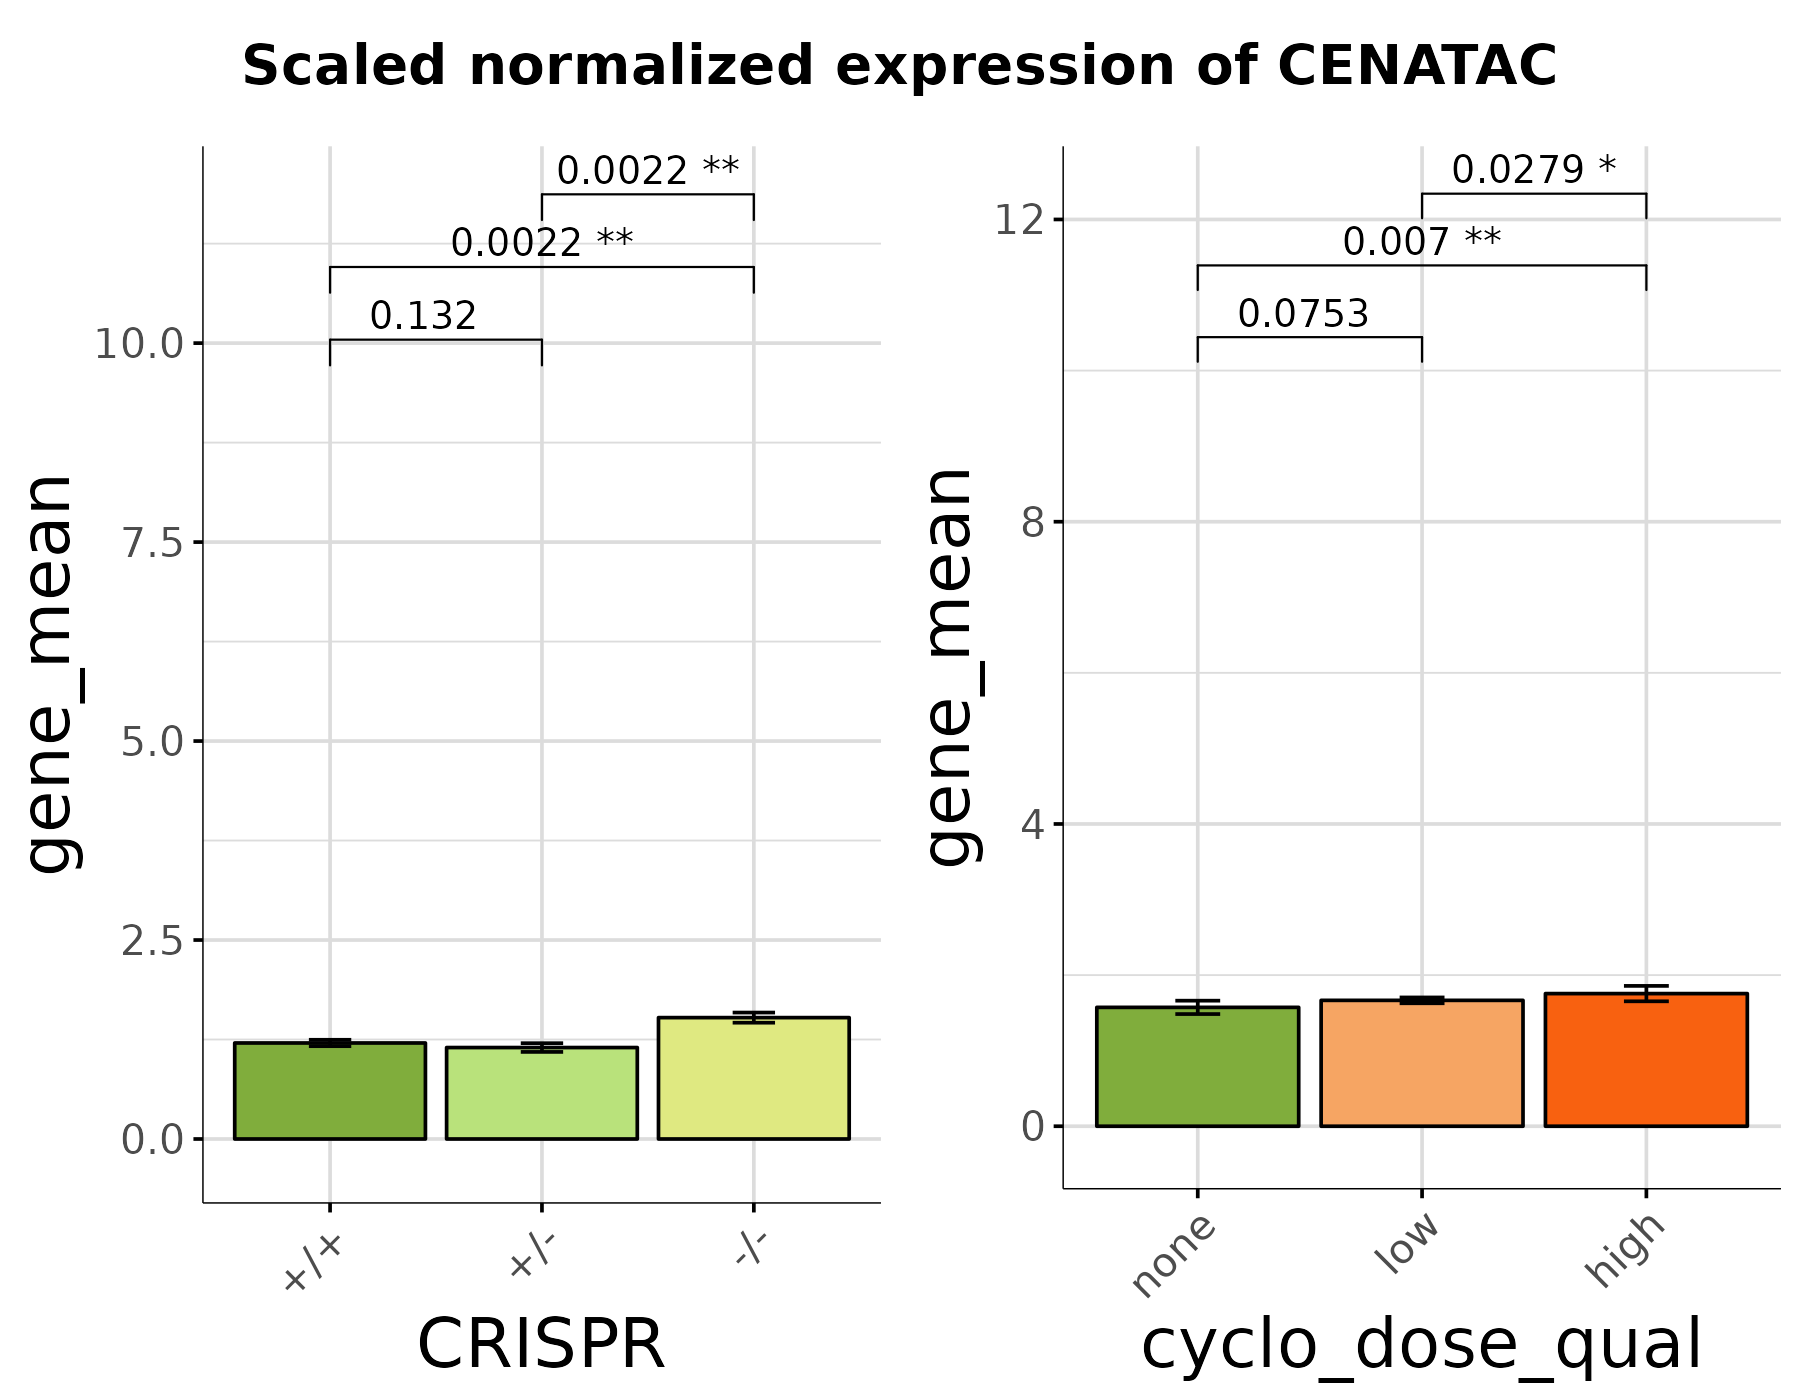 Scaled normalized expression of CENATAC
0.0022 **
0.0022 **
0.132
10.0
7.5
5.0
2.5
0.0
gene_mean
+/+
+/-
-/-
CRISPR
0.0279 *
0.007 **
0.0753
12
8
4
0
gene_mean
none
low
high
cyclo_dose_qual